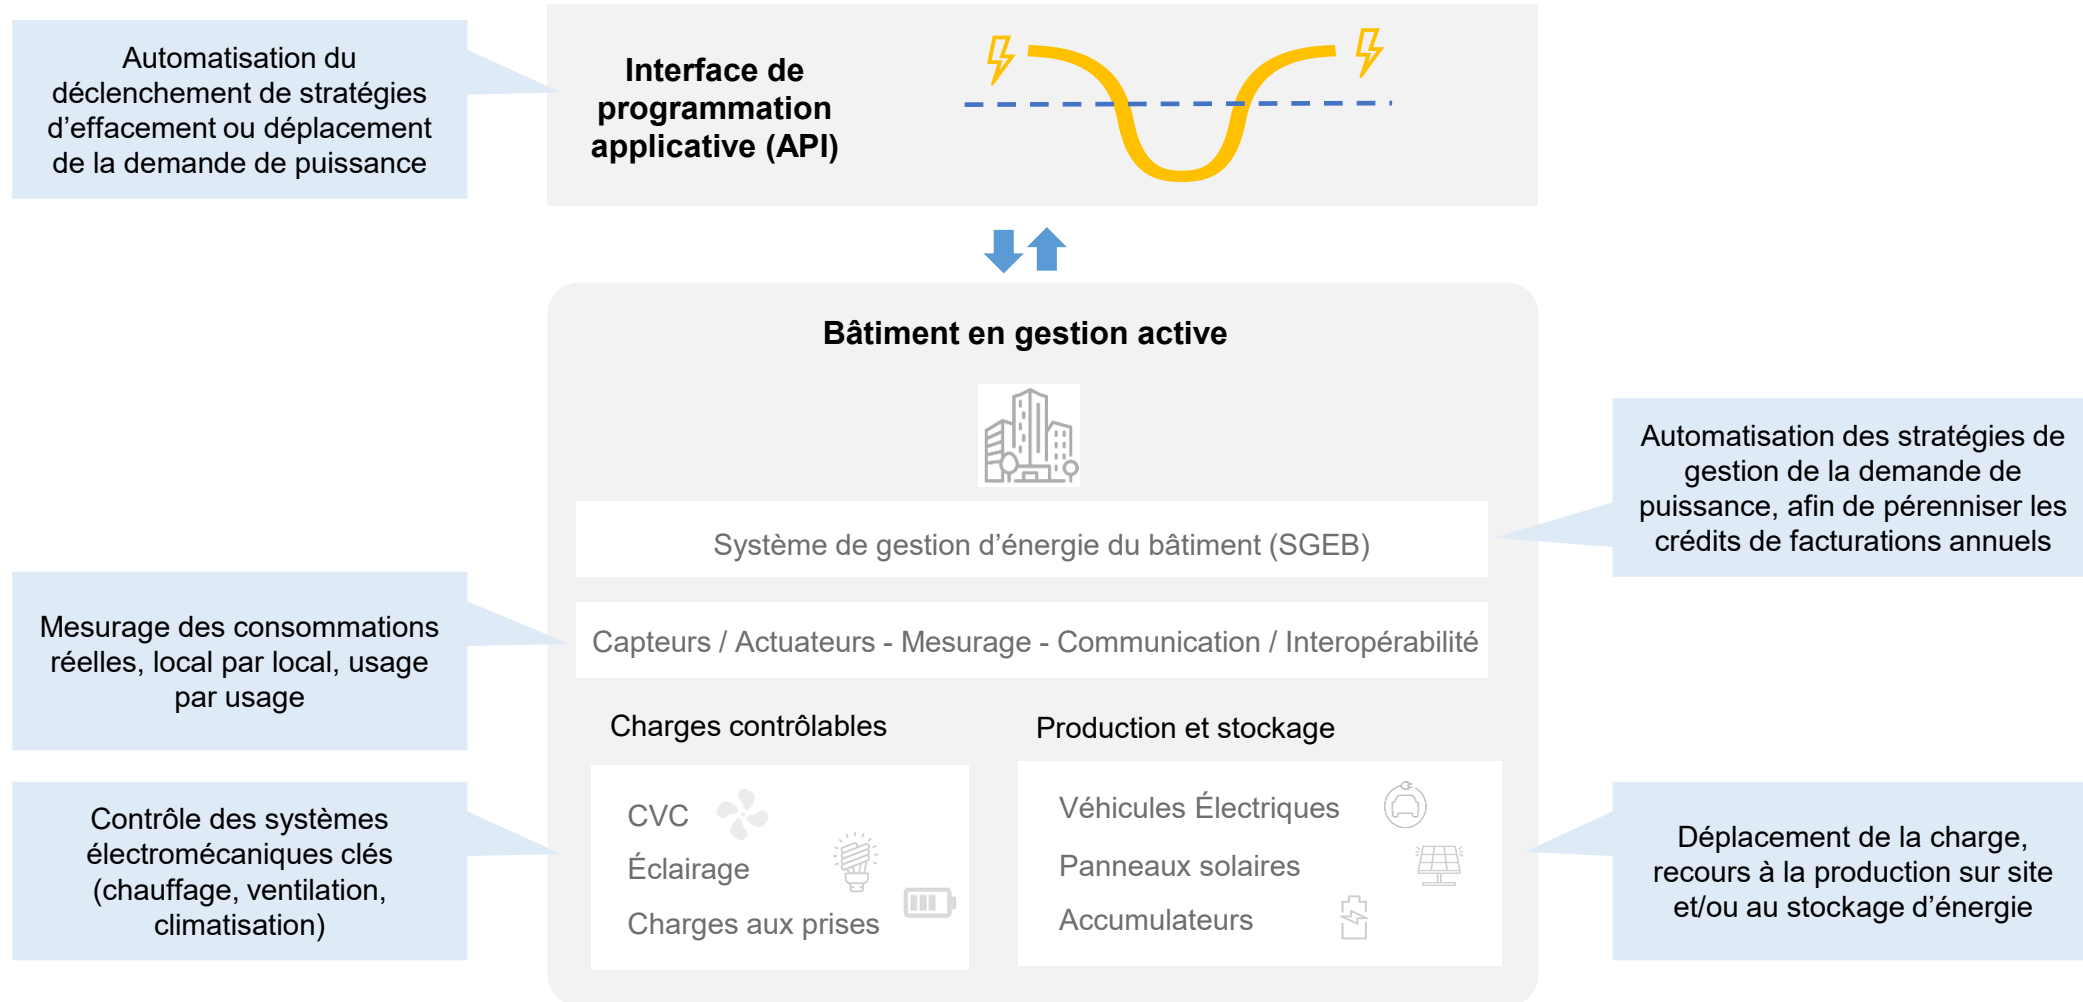 Automatisation du
déclenchement de stratégies
d’effacement ou déplacement
de la demande de puissance
Interface de
programmation
applicative (API)
Bâtiment en gestion active
Système de gestion d’énergie du bâtiment (SGEB)
Automatisation des stratégies de
gestion de la demande de
puissance, afin de pérenniser les
crédits de facturations annuels
Mesurage des consommations
réelles, local par local, usage
par usage
Capteurs / Actuateurs - Mesurage - Communication / Interopérabilité
Charges contrôlables
CVC
Éclairage
Charges aux prises
Production et stockage
Véhicules Électriques
Panneaux solaires
Accumulateurs
Contrôle des systèmes
électromécaniques clés
(chauffage, ventilation,
climatisation)
Déplacement de la charge,
recours à la production sur site
et/ou au stockage d’énergie